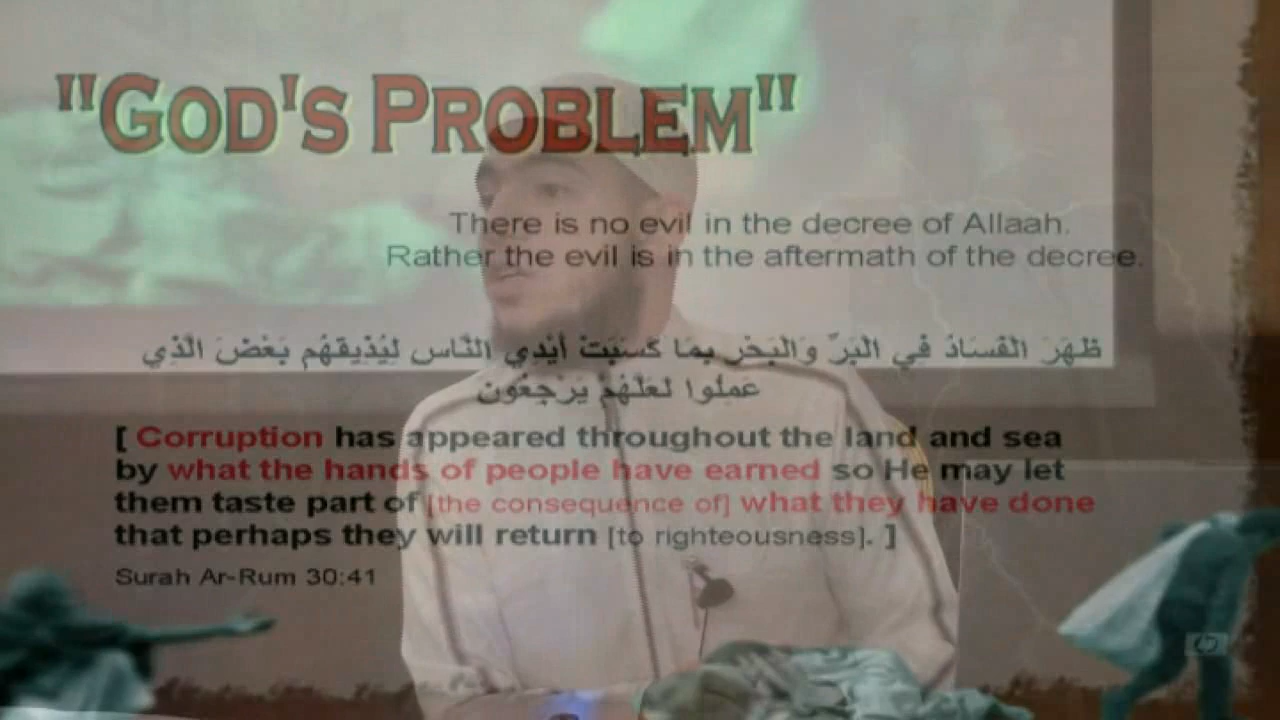 "GOD'S PROBLEM"
There is no evil in the decree of Allaah.
Rather the evil is in the aftermath of the decree.
ظَهَرَ الْفَسَادُ فِي الْبَرِّ وَالْبَحْرِ بِمَا كَسَبَتْ أَيْدِي النَّاسِ لِيُذِيقَهُم بَعْضَ الَّذِي
عَمِلُوا لَعَلَّهُمْ يَرْجِعُونَ
[ Corruption has appeared throughout the land and sea
by what the hands of people have earned so He may let
them taste part of [the consequence of] what they have done
that perhaps they will return [to righteousness]. ]
Surah Ar-Rum 30:41
hp